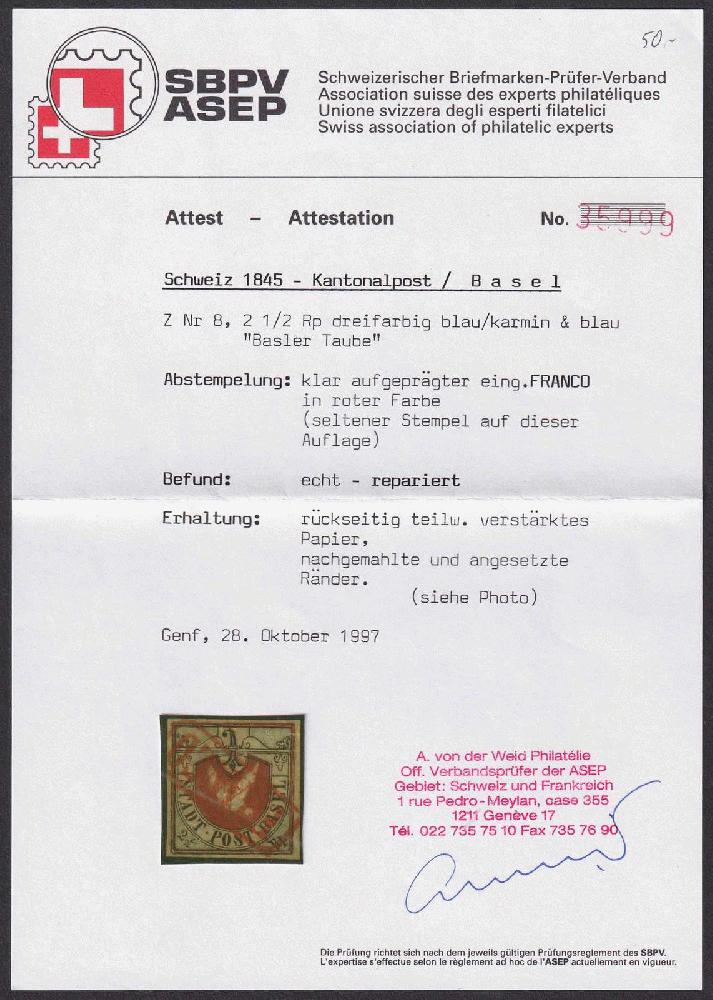 50.-
SBPV
ASEP
Schweizerischer Briefmarken-Prüfer-Verband
Association suisse des experts philatéliques
Unione svizzera degli esperti filatelici
Swiss association of philatelic experts
Attest – Attestation No. 35999
Schweiz 1845 - Kantonalpost / B a s e l
Z Nr 8, 2 1/2 Rp dreifarbig blau/karmin & blau
"Basler Taube"
Abstempelung: klar aufgeprägter eing.FRANCO
in roter Farbe
(seltener Stempel auf dieser
Auflage)
Befund: echt - repariert
Erhaltung: rückseitig teilw. verstärktes
Papier,
nachgemahlte und angesetzte
Ränder.
(siehe Photo)
Genf, 28. Oktober 1997
STADT-POST-BASEL
A. von der Weid Philatélie
Off. Verbandsprüfer der ASEP
Gebiet: Schweiz und Frankreich
1 rue Pedro-Meylan, case 355
1211 Genève 17
Tél. 022 735 75 10 Fax 735 76 90
Die Prüfung richtet sich nach dem jeweils gültigen Prüfungsreglement des SBPV.
L'expertise s'effectue selon le règlement ad hoc de l'ASEP actuellement en vigueur.